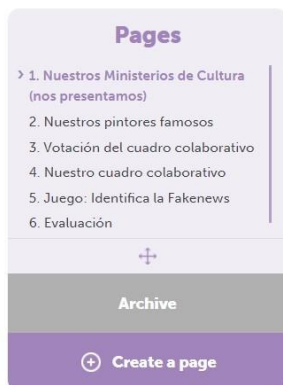 Pages
1. Nuestros Ministerios de Cultura
(nos presentamos)
2. Nuestros pintores famosos
3. Votación del cuadro colaborativo
4. Nuestro cuadro colaborativo
5. Juego: Identifica la Fakenews
6. Evaluación
Archive
Create a page